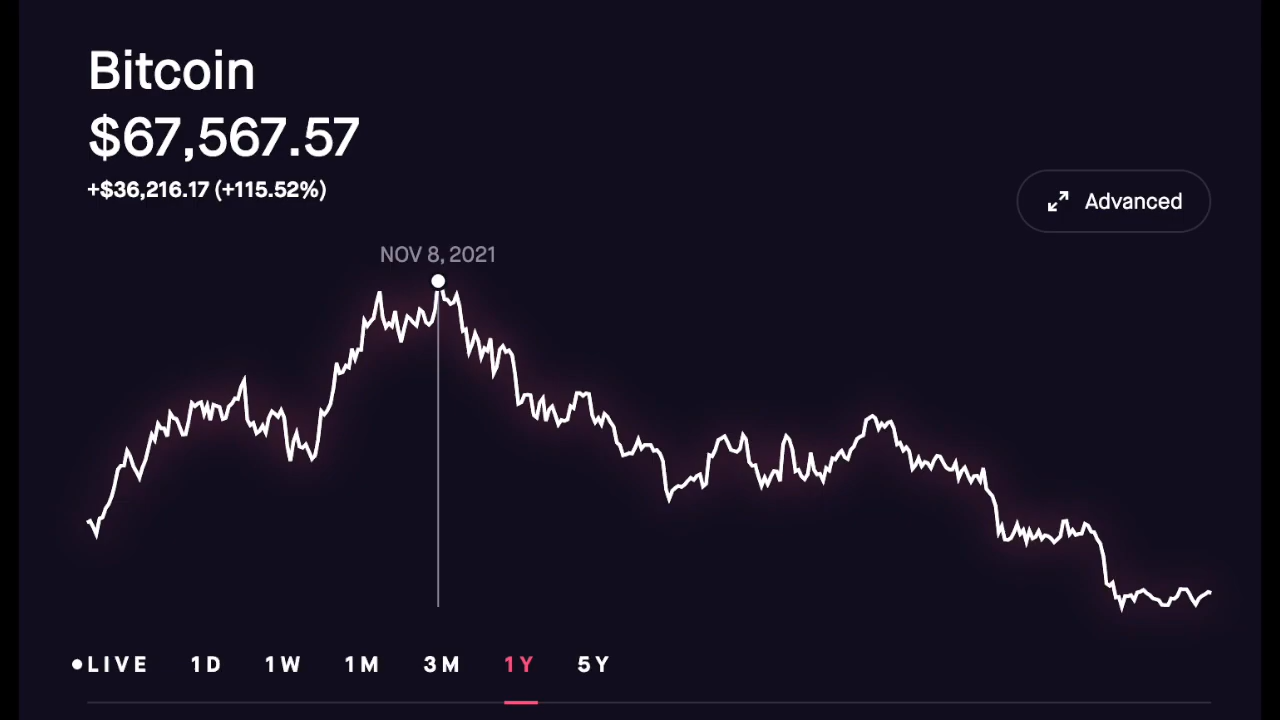 Bitcoin
$67,567.57
+$36,216.17 (+115.52%)
Advanced
NOV 8, 2021
LIVE 1D 1W 1M 3M 1Y 5Y